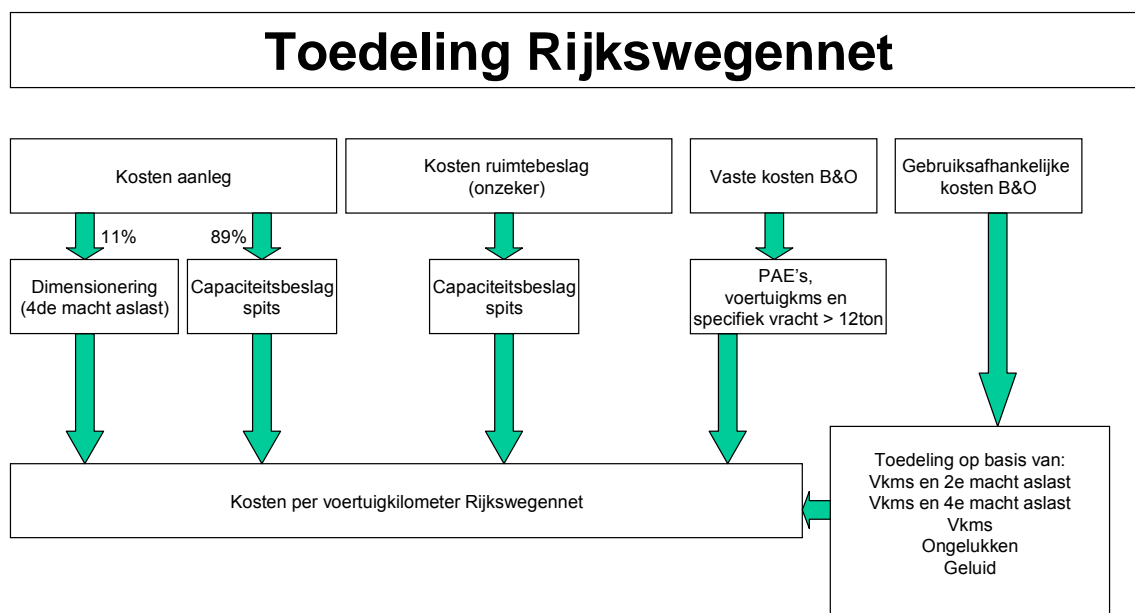 Toedeling Rijkswegennet
Kosten aanleg
Kosten ruimtebeslag
(onzeker)
Vaste kosten B&O
Gebruiksafhankelijke
kosten B&O
11%
89%
Dimensionering
(4de macht aslast)
Capaciteitsbeslag
spits
Capaciteitsbeslag
spits
PAE's,
voertuigkms en
specifiek vracht > 12ton
Kosten per voertuigkilometer Rijkswegennet
Toedeling op basis van:
Vkms en 2e macht aslast
Vkms en 4e macht aslast
Vkms
Ongelukken
Geluid